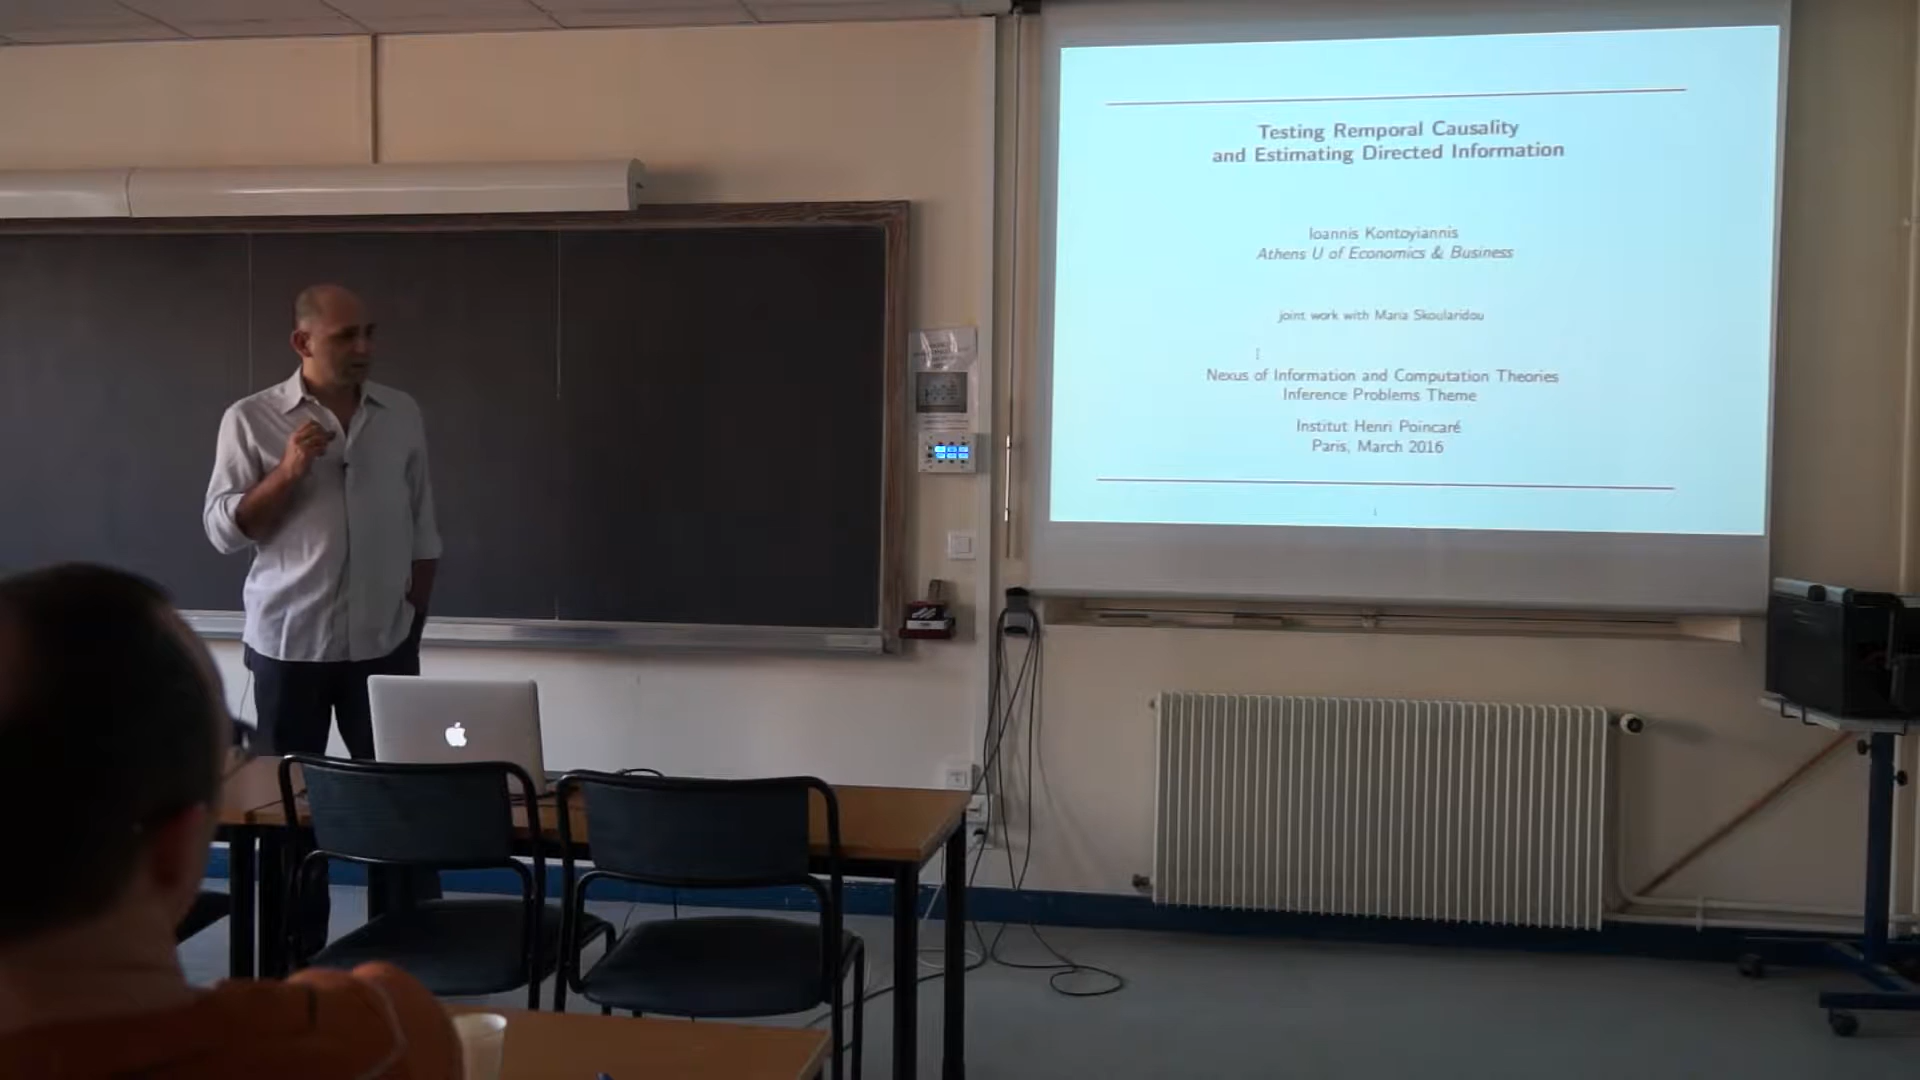 Testing Remporal Causality
and Estimating Directed Information
Ioannis Kontoyiannis
Athens U of Economics & Business
joint work with Maria Skoularidou
Nexus of Information and Computation Theories
Inference Problems Theme
Institut Henri Poincaré
Paris, March 2016
1